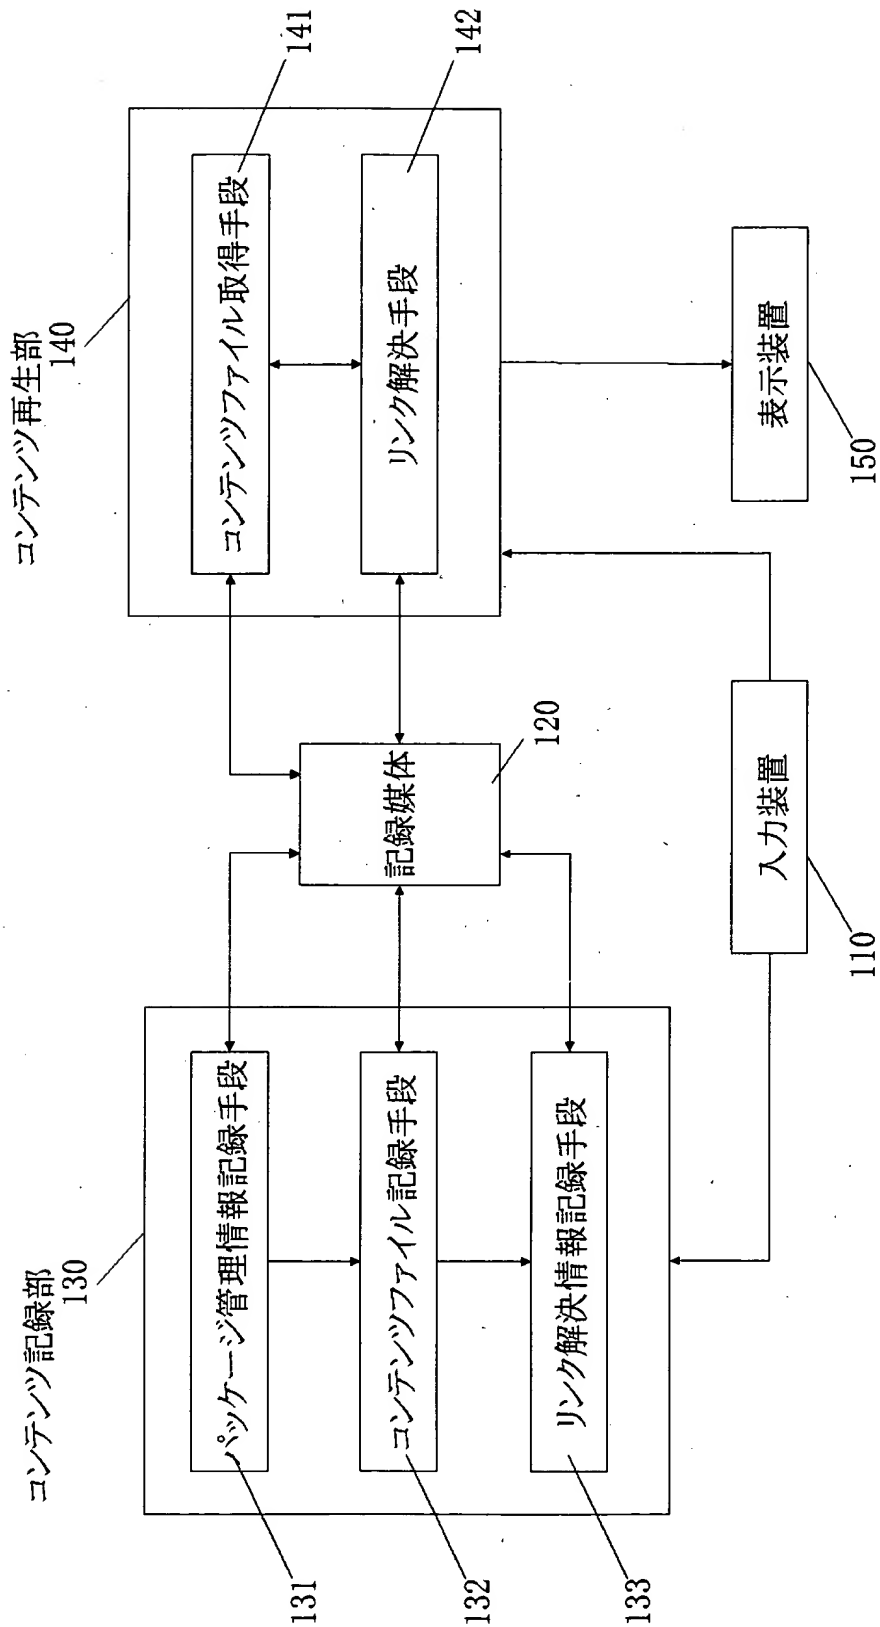 コンテンツ記録部
130
パッケージ管理情報記録手段
131
コンテンツファイル記録手段
132
リンク解決情報記録手段
133
記録媒体
120
コンテンツ再生部
140
コンテンツファイル取得手段
141
リンク解決手段
142
入力装置
110
表示装置
150